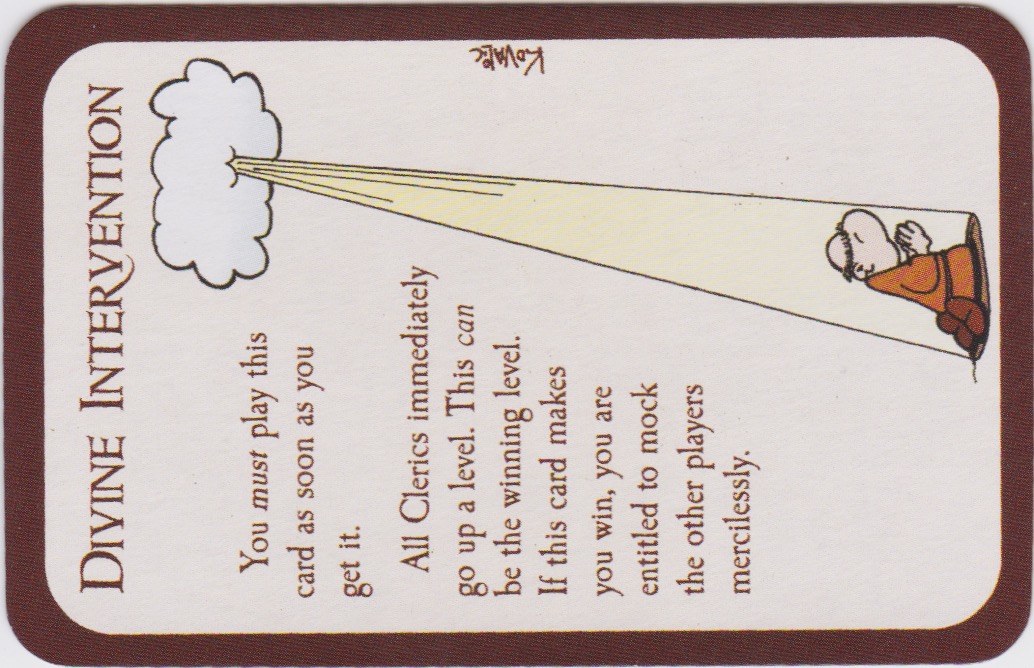 DIVINE INTERVENTION
You must play this
card as soon as you
get it.
All Clerics immediately
go up a level. This can
be the winning level.
If this card makes
you win, you are
entitled to mock
the other players
mercilessly.
KOVALIC